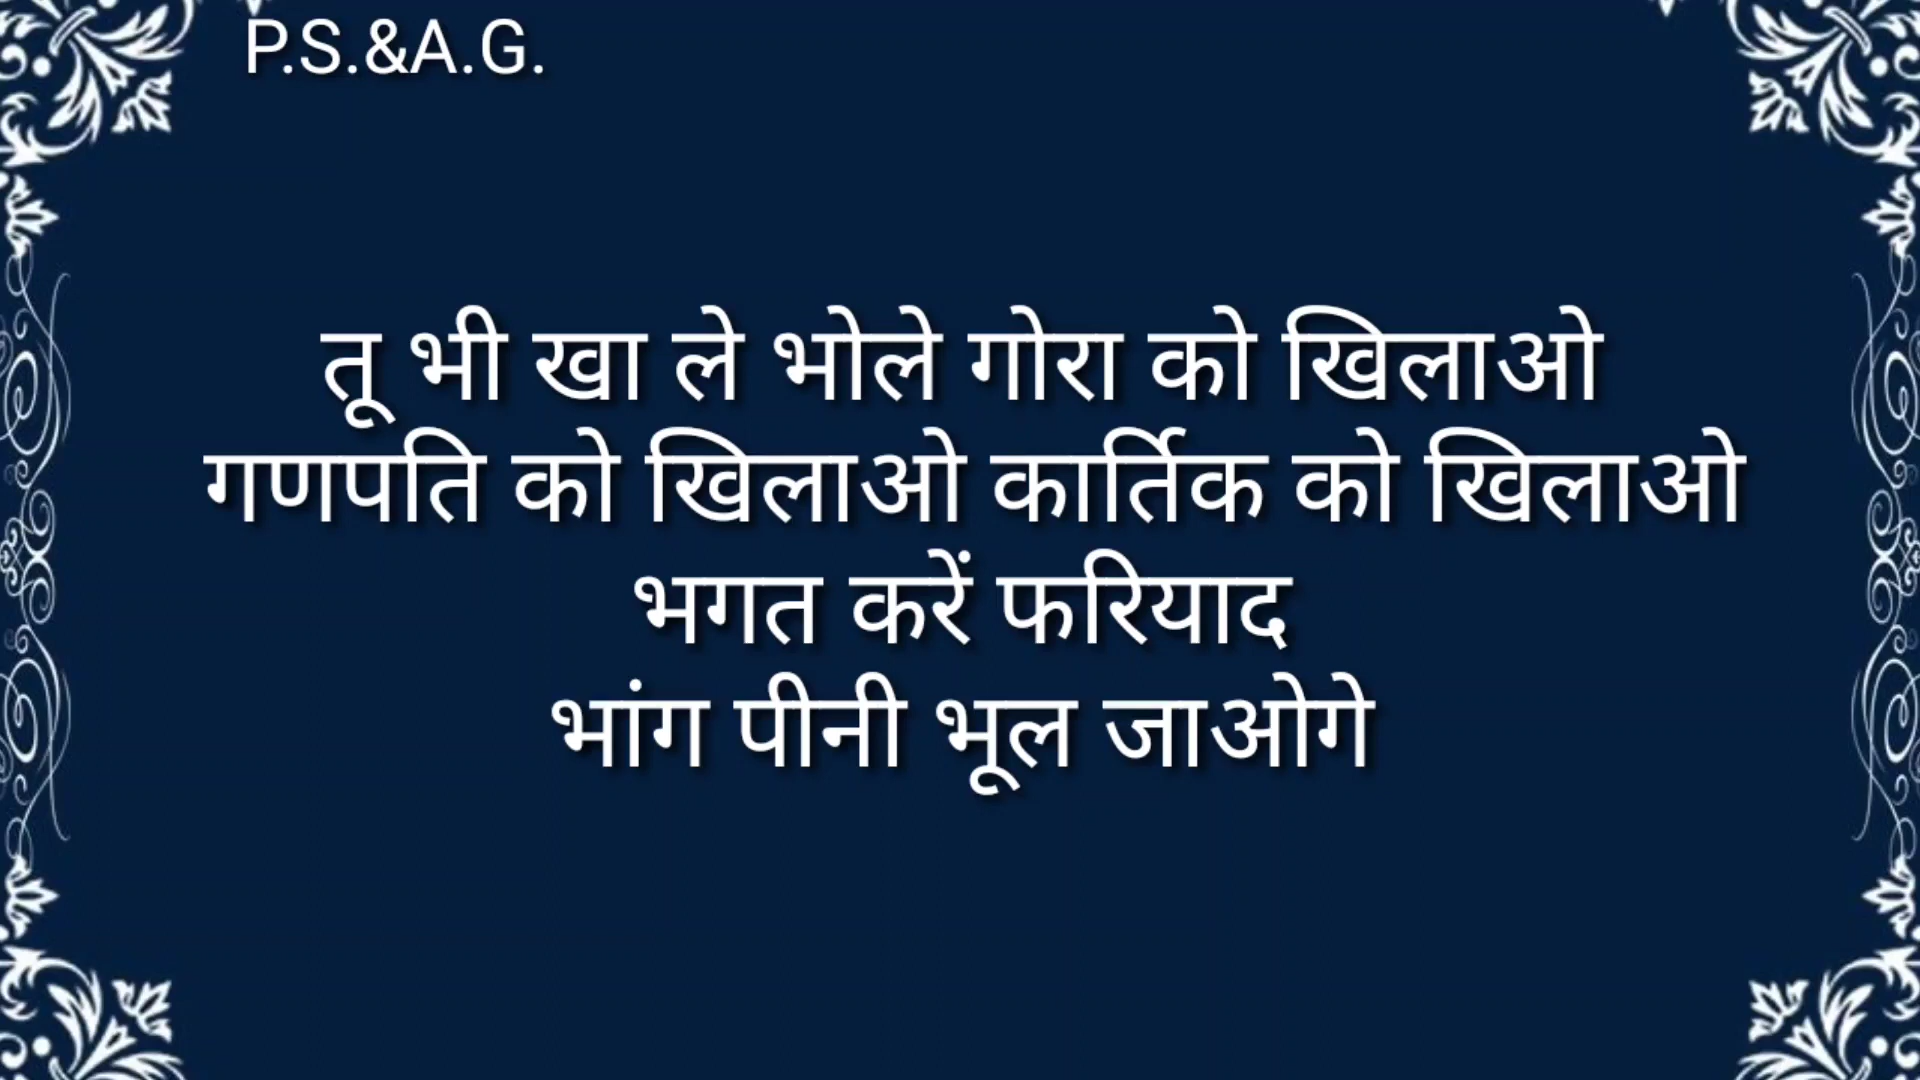 P.S.&A.G.
तू भी खा ले भोले गोरा को खिलाओ
गणपति को खिलाओ कार्तिक को खिलाओ
भगत करें फरियाद
भांग पीनी भूल जाओगे